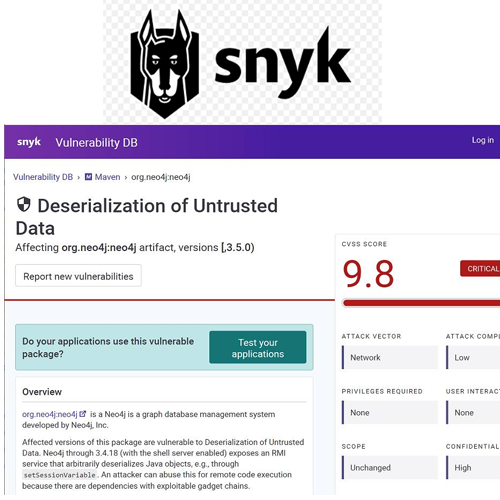 snyk
snyk Vulnerability DB Log in
Vulnerability DB › Maven › org.neo4j:neo4j
Deserialization of Untrusted
Data
Affecting org.neo4j:neo4j artifact, versions [,3.5.0)
Report new vulnerabilities
CVSS SCORE
9.8 CRITICAL
Do your applications use this vulnerable
package?
Test your
applications
ATTACK VECTOR ATTACK COMPL
Network Low
PRIVILEGES REQUIRED USER INTERAC
None None
SCOPE CONFIDENTIAL
Unchanged High
Overview
org.neo4j:neo4j is a Neo4j is a graph database management system
developed by Neo4j, Inc.
Affected versions of this package are vulnerable to Deserialization of Untrusted
Data. Neo4j through 3.4.18 (with the shell server enabled) exposes an RMI
service that arbitrarily deserializes Java objects, e.g., through
setSessionVariable. An attacker can abuse this for remote code execution
because there are dependencies with exploitable gadget chains.